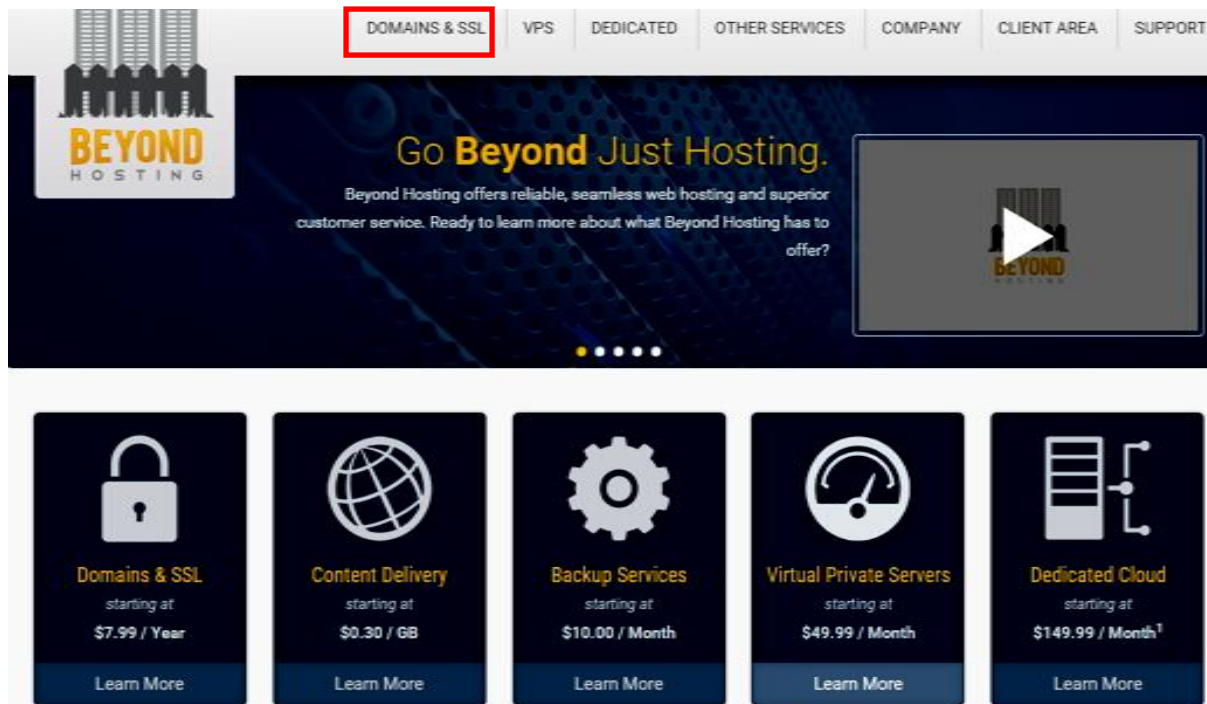 DOMAINS & SSL VPS DEDICATED OTHER SERVICES COMPANY CLIENT AREA SUPPORT
BEYOND
HOSTING
Go Beyond Just Hosting.
Beyond Hosting offers reliable, seamless web hosting and superior
customer service. Ready to learn more about what Beyond Hosting has to
offer?
BEYOND
HOSTING
Domains & SSL
starting at
$7.99 / Year
Learn More
Content Delivery
starting at
$0.30 / GB
Learn More
Backup Services
starting at
$10.00 / Month
Learn More
Virtual Private Servers
starting at
$49.99 / Month
Learn More
Dedicated Cloud
starting at
$149.99 / Month¹
Learn More